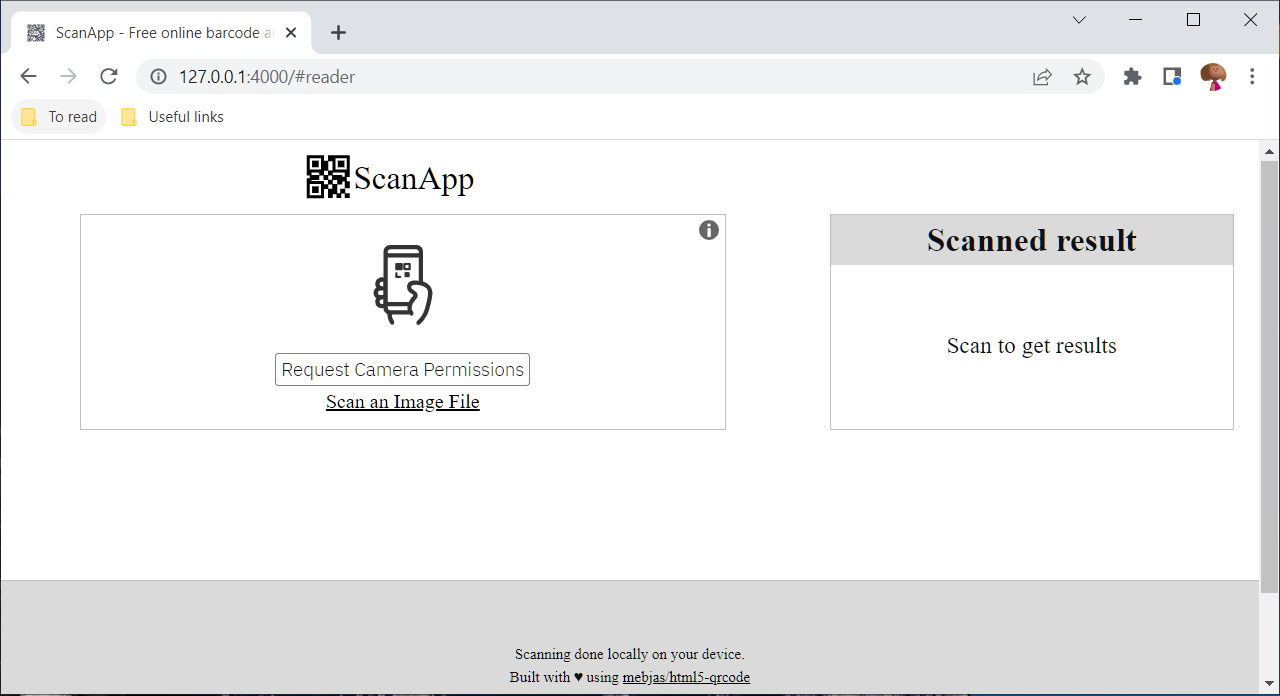 ScanApp - Free online barcode a
127.0.0.1:4000/#reader
To read
Useful links
ScanApp
Request Camera Permissions
Scan an Image File
Scanned result
Scan to get results
Scanning done locally on your device.
Built with ♥ using mebjas/html5-qrcode